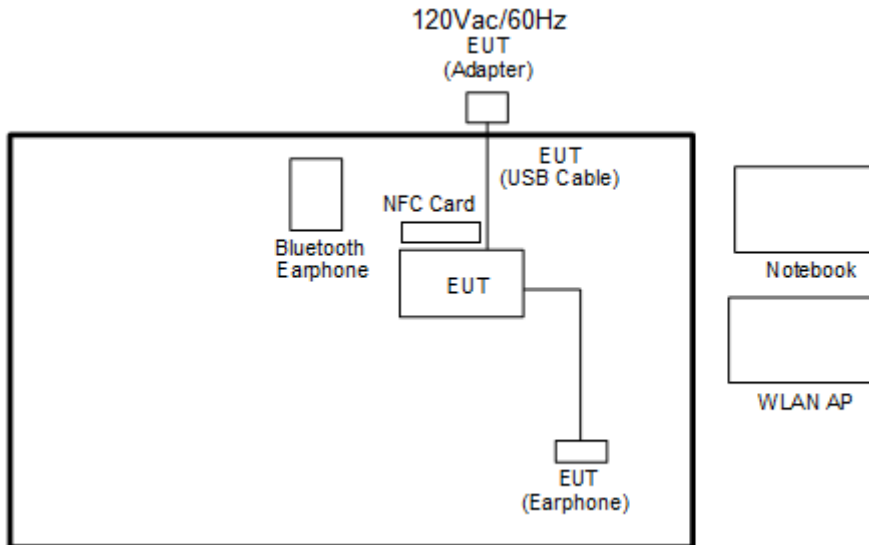 120Vac/60Hz
EUT
(Adapter)
EUT
(USB Cable)
NFC Card
Bluetooth
Earphone
EUT
Notebook
WLAN AP
EUT
(Earphone)